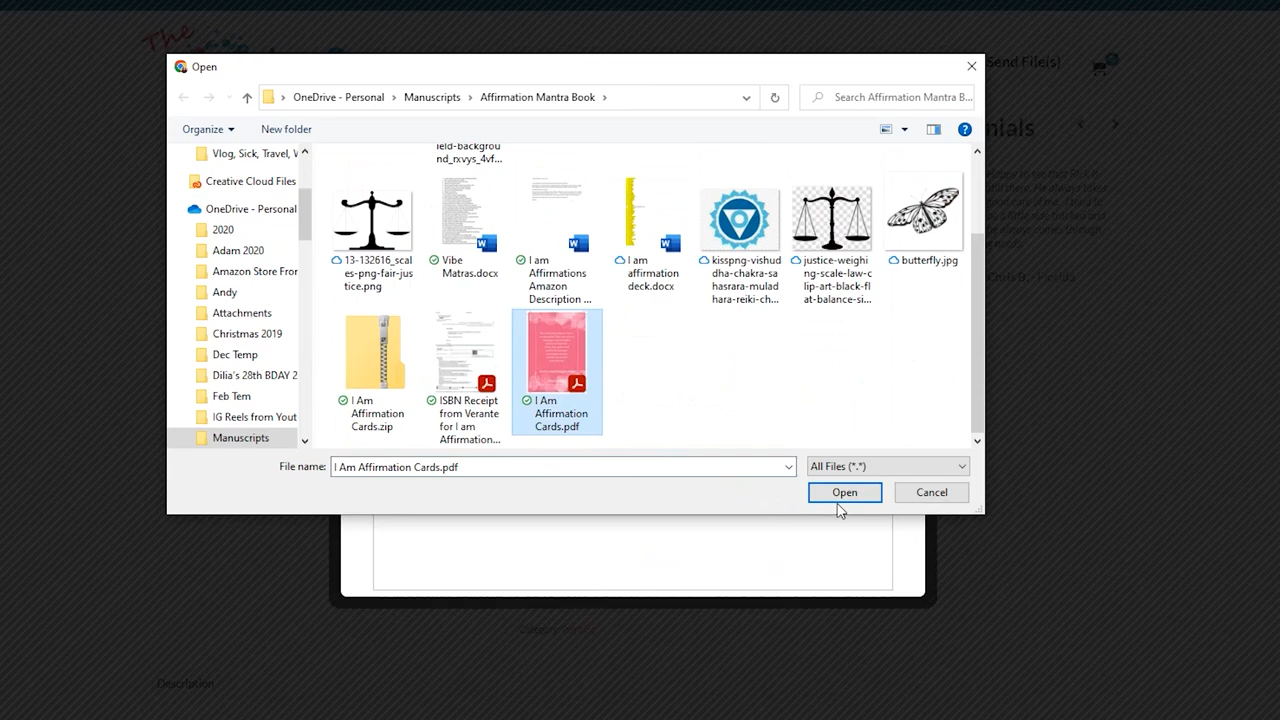 The
Open
Send File(s)
OneDrive - Personal > Manuscripts > Affirmation Mantra Book >
Search Affirmation Mantra B...
Organize
New folder
Vlog, Sick, Travel, V
Creative Cloud Files
OneDrive - Personal
2020
Adam 2020
Amazon Store Fror
Andy
Attachments
Christmas 2019
Dec Temp
Dilia's 28th BDAY 2
Feb Tem
IG Reels from Yout
Manuscripts
ield-backgrou
nd_rxvys_4vf...
13-132616_scal
es-png-fair-jus
tice.png
Vibe
Matras.docx
I am
Affirmations
Amazon
Description ...
I am
affirmation
deck.docx
kisspng-vishud
dha-chakra-sa
hasrara-mulad
hara-reiki-ch...
justice-weighi
ng-scale-law-c
lip-art-black-fl
at-balance-si...
butterfly.jpg
I Am
Affirmation
Cards.zip
ISBN Receipt
from Verante
for I am
Affirmation...
I Am
Affirmation
Cards.pdf
File name:
I Am Affirmation Cards.pdf
All Files (*.*)
Open
Cancel
Chris B. - Florida
Description